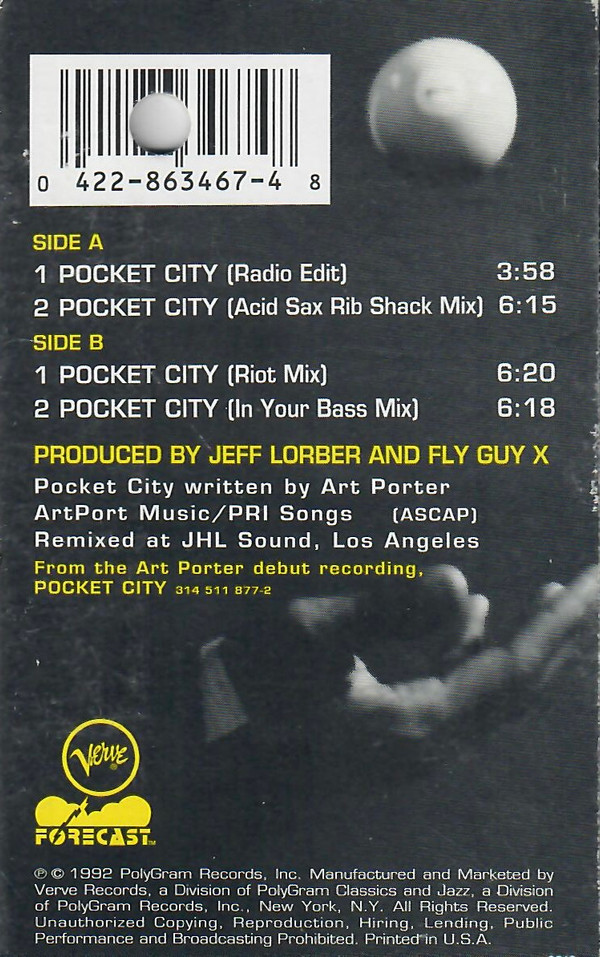 0 422-863467-4 8
SIDE A
1 POCKET CITY (Radio Edit) 3:58
2 POCKET CITY (Acid Sax Rib Shack Mix) 6:15
SIDE B
1 POCKET CITY (Riot Mix) 6:20
2 POCKET CITY (In Your Bass Mix) 6:18
PRODUCED BY JEFF LORBER AND FLY GUY X
Pocket City written by Art Porter
ArtPort Music/PRI Songs (ASCAP)
Remixed at JHL Sound, Los Angeles
From the Art Porter debut recording,
POCKET CITY 314 511 877-2
Verve ®
FORECAST™
℗ © 1992 PolyGram Records, Inc. Manufactured and Marketed by
Verve Records, a Division of PolyGram Classics and Jazz, a Division
of PolyGram Records, Inc., New York, N.Y. All Rights Reserved.
Unauthorized Copying, Reproduction, Hiring, Lending, Public
Performance and Broadcasting Prohibited. Printed in U.S.A.